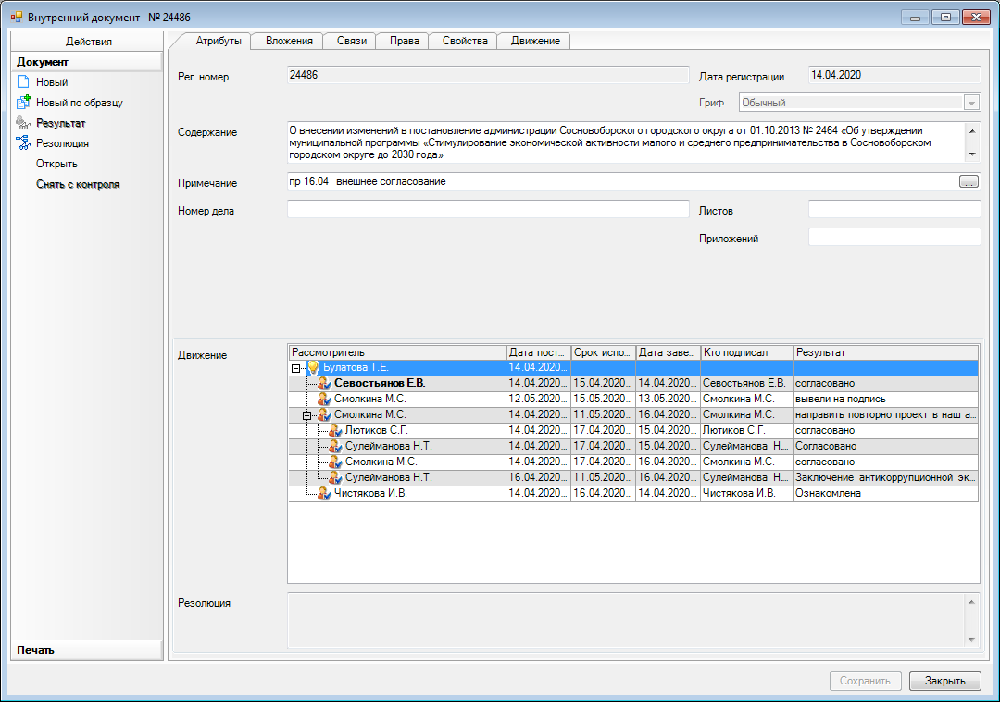 Внутренний документ № 24486
Действия
Документ
Новый
Новый по образцу
Результат
Резолюция
Открыть
Снять с контроля
Печать
Атрибуты Вложения Связи Права Свойства Движение
Рег. номер 24486 Дата регистрации 14.04.2020
Гриф Обычный
Содержание О внесении изменений в постановление администрации Сосновоборского городского округа от 01.10.2013 № 2464 «Об утверждении
муниципальной программы «Стимулирование экономической активности малого и среднего предпринимательства в Сосновоборском
городском округе до 2030 года»
Примечание пр 16.04 внешнее согласование ...
Номер дела Листов
Приложений
Движение
Рассмотритель Дата пост... Срок испо... Дата заве... Кто подписал Результат
Булатова Т.Е. 14.04.2020...
Севостьянов Е.В. 14.04.2020... 15.04.2020... 14.04.2020... Севостьянов Е.В. согласовано
Смолкина М.С. 12.05.2020... 15.05.2020... 13.05.2020... Смолкина М.С. вывели на подпись
Смолкина М.С. 14.04.2020... 11.05.2020... 16.04.2020... Смолкина М.С. направить повторно проект в наш а...
Лютиков С.Г. 14.04.2020... 17.04.2020... 15.04.2020... Лютиков С.Г. согласовано
Сулейманова Н.Т. 14.04.2020... 17.04.2020... 15.04.2020... Сулейманова Н... Согласовано
Смолкина М.С. 14.04.2020... 17.04.2020... 16.04.2020... Смолкина М.С. согласовано
Сулейманова Н.Т. 16.04.2020... 11.05.2020... 16.04.2020... Сулейманова Н... Заключение антикоррупционной эк...
Чистякова И.В. 14.04.2020... 16.04.2020... 14.04.2020... Чистякова И.В. Ознакомлена
Резолюция
Сохранить Закрыть